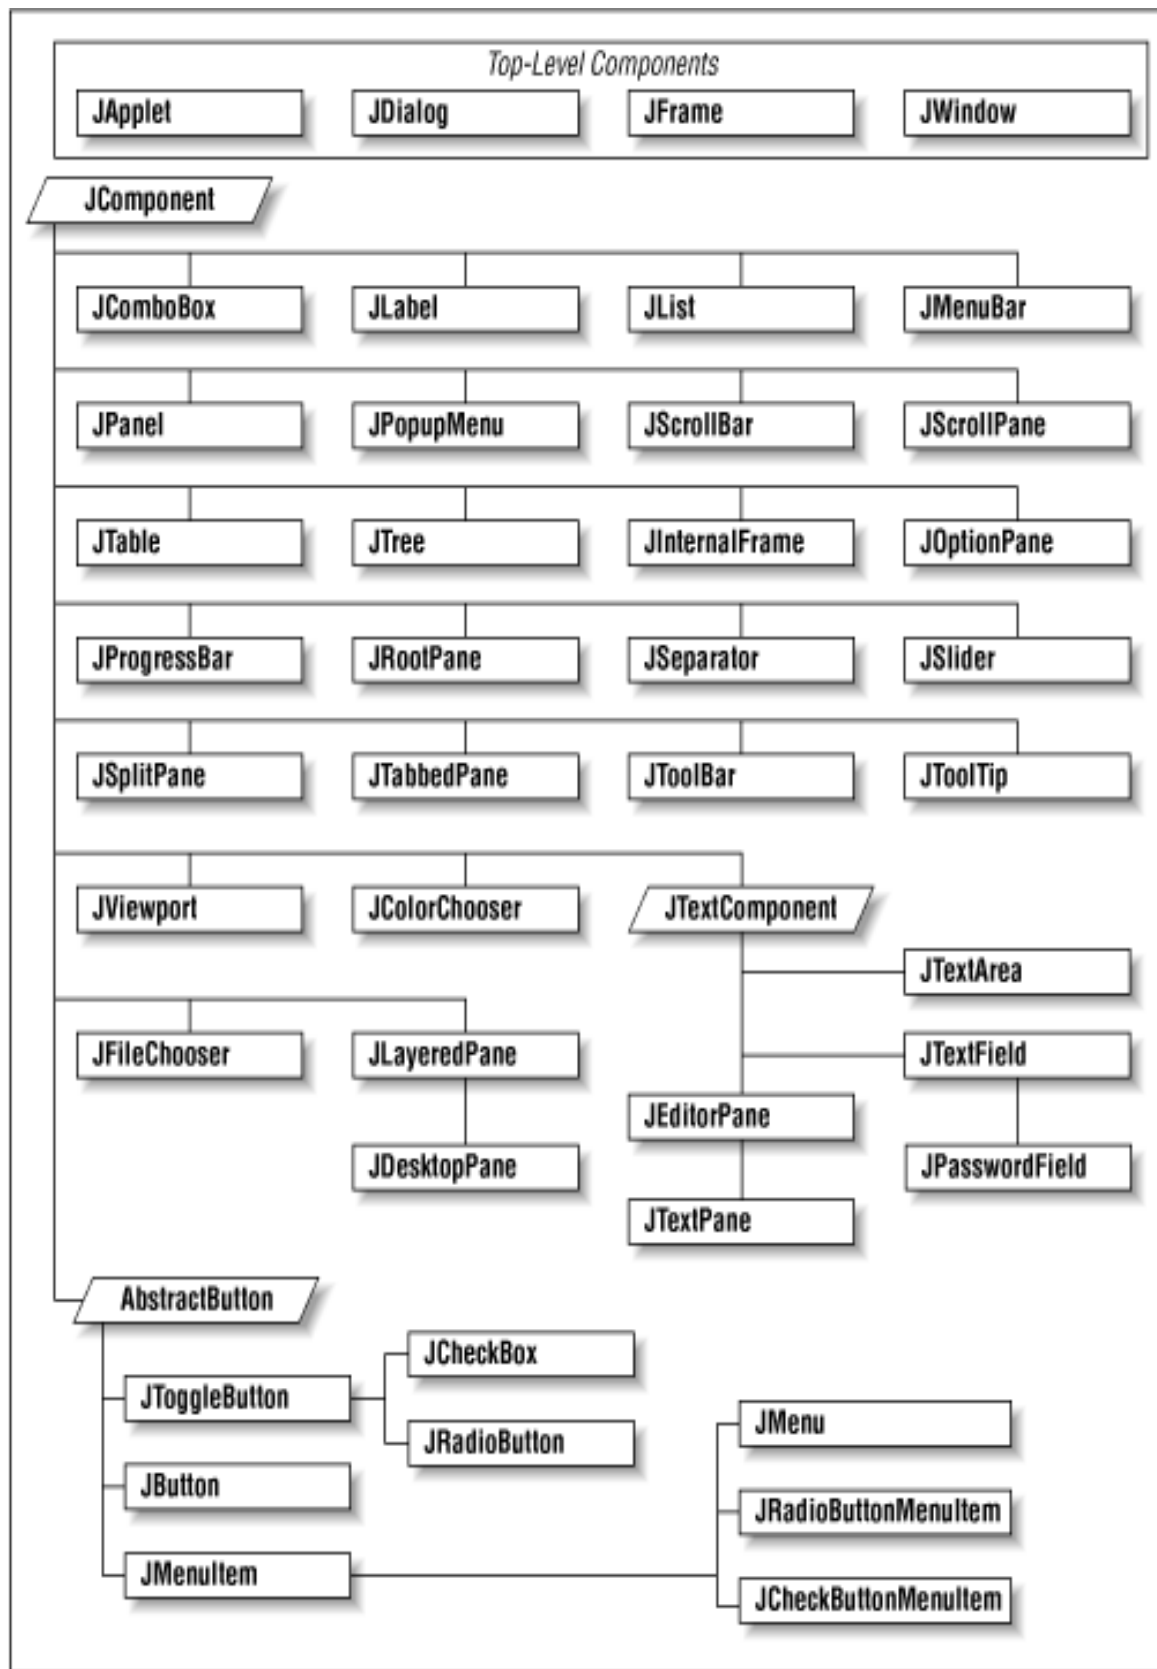 Top-Level Components
JApplet JDialog JFrame JWindow
JComponent
JComboBox JLabel JList JMenuBar
JPanel JPopupMenu JScrollBar JScrollPane
JTable JTree JInternalFrame JOptionPane
JProgressBar JRootPane JSeparator JSlider
JSplitPane JTabbedPane JToolBar JToolTip
JViewport JColorChooser JTextComponent
JTextArea
JFileChooser JLayeredPane JTextField
JEditorPane
JDesktopPane JPasswordField
JTextPane
AbstractButton
JCheckBox
JToggleButton
JMenu
JRadioButton
JButton
JRadioButtonMenuItem
JMenuItem
JCheckButtonMenuItem